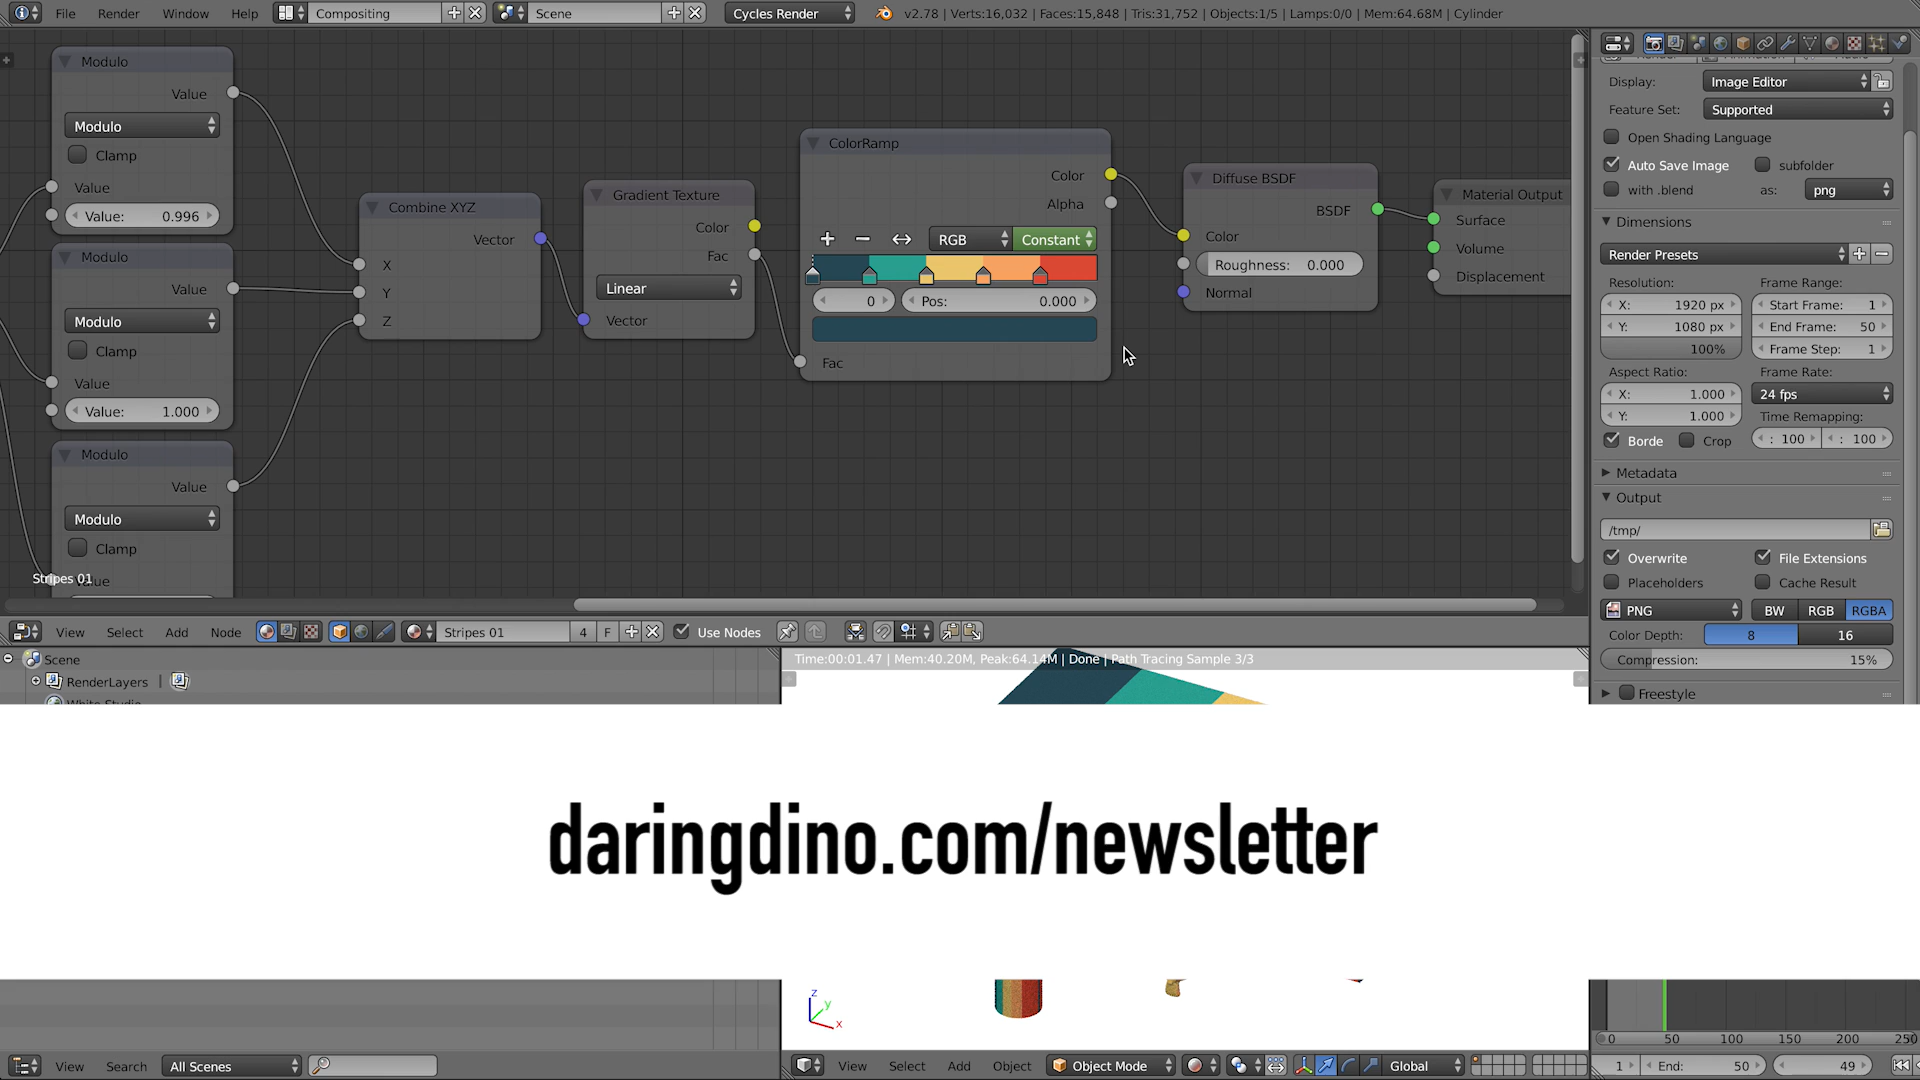 File Render Window Help Compositing Scene Cycles Render v2.78 | Verts:16,032 | Faces:15,848 | Tris:31,752 | Objects:1/5 | Lamps:0/0 | Mem:64.68M | Cylinder
Modulo
Value
Modulo
Clamp
Value
Value: 0.996
Modulo
Value
Modulo
Clamp
Value
Value: 1.000
Modulo
Value
Modulo
Clamp
Stripes 01
Combine XYZ
Vector
X
Y
Z
Gradient Texture
Color
Fac
Linear
Vector
ColorRamp
Color
Alpha
RGB Constant
0 Pos: 0.000
Fac
Diffuse BSDF
BSDF
Color
Roughness: 0.000
Normal
Material Output
Surface
Volume
Displacement
Display: Image Editor
Feature Set: Supported
Open Shading Language
Auto Save Image subfolder
with .blend as: png
Dimensions
Render Presets
Resolution: Frame Range:
X: 1920 px Start Frame: 1
Y: 1080 px End Frame: 50
100% Frame Step: 1
Aspect Ratio: Frame Rate:
X: 1.000 24 fps
Y: 1.000 Time Remapping:
Borde Crop : 100 : 100
Metadata
Output
/tmp/
Overwrite File Extensions
Placeholders Cache Result
PNG BW RGB RGBA
Color Depth: 8 16
Compression: 15%
Freestyle
View Select Add Node Stripes 01 4 F Use Nodes
Scene
RenderLayers |
Time:00:01.47 | Mem:40.20M, Peak:64.14M | Done | Path Tracing Sample 3/3
daringdino.com/newsletter
z
y
x
0 50 100 150 200 250
View Search All Scenes
View Select Add Object Object Mode Global
1 End: 50 49